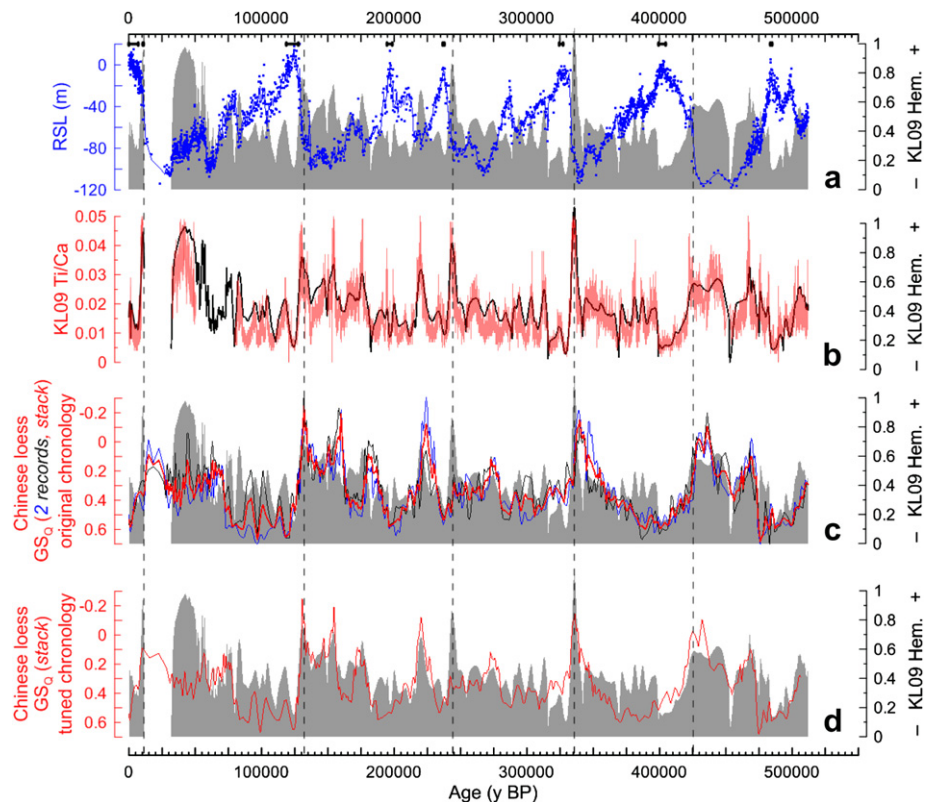 0 100000 200000 300000 400000 500000
RSL (m)
0
-40
-80
-120
1
0.8
0.6
0.4
0.2
0
– KL09 Hem. +
a
KL09 Ti/Ca
0.05
0.04
0.03
0.02
0.01
0
1
0.8
0.6
0.4
0.2
0
– KL09 Hem. +
b
Chinese loess
GSQ (2 records, stack)
original chronology
-0.2
0
0.2
0.4
0.6
1
0.8
0.6
0.4
0.2
0
– KL09 Hem. +
c
Chinese loess
GSQ (stack)
tuned chronology
-0.2
0
0.2
0.4
0.6
1
0.8
0.6
0.4
0.2
0
– KL09 Hem. +
d
0 100000 200000 300000 400000 500000
Age (y BP)